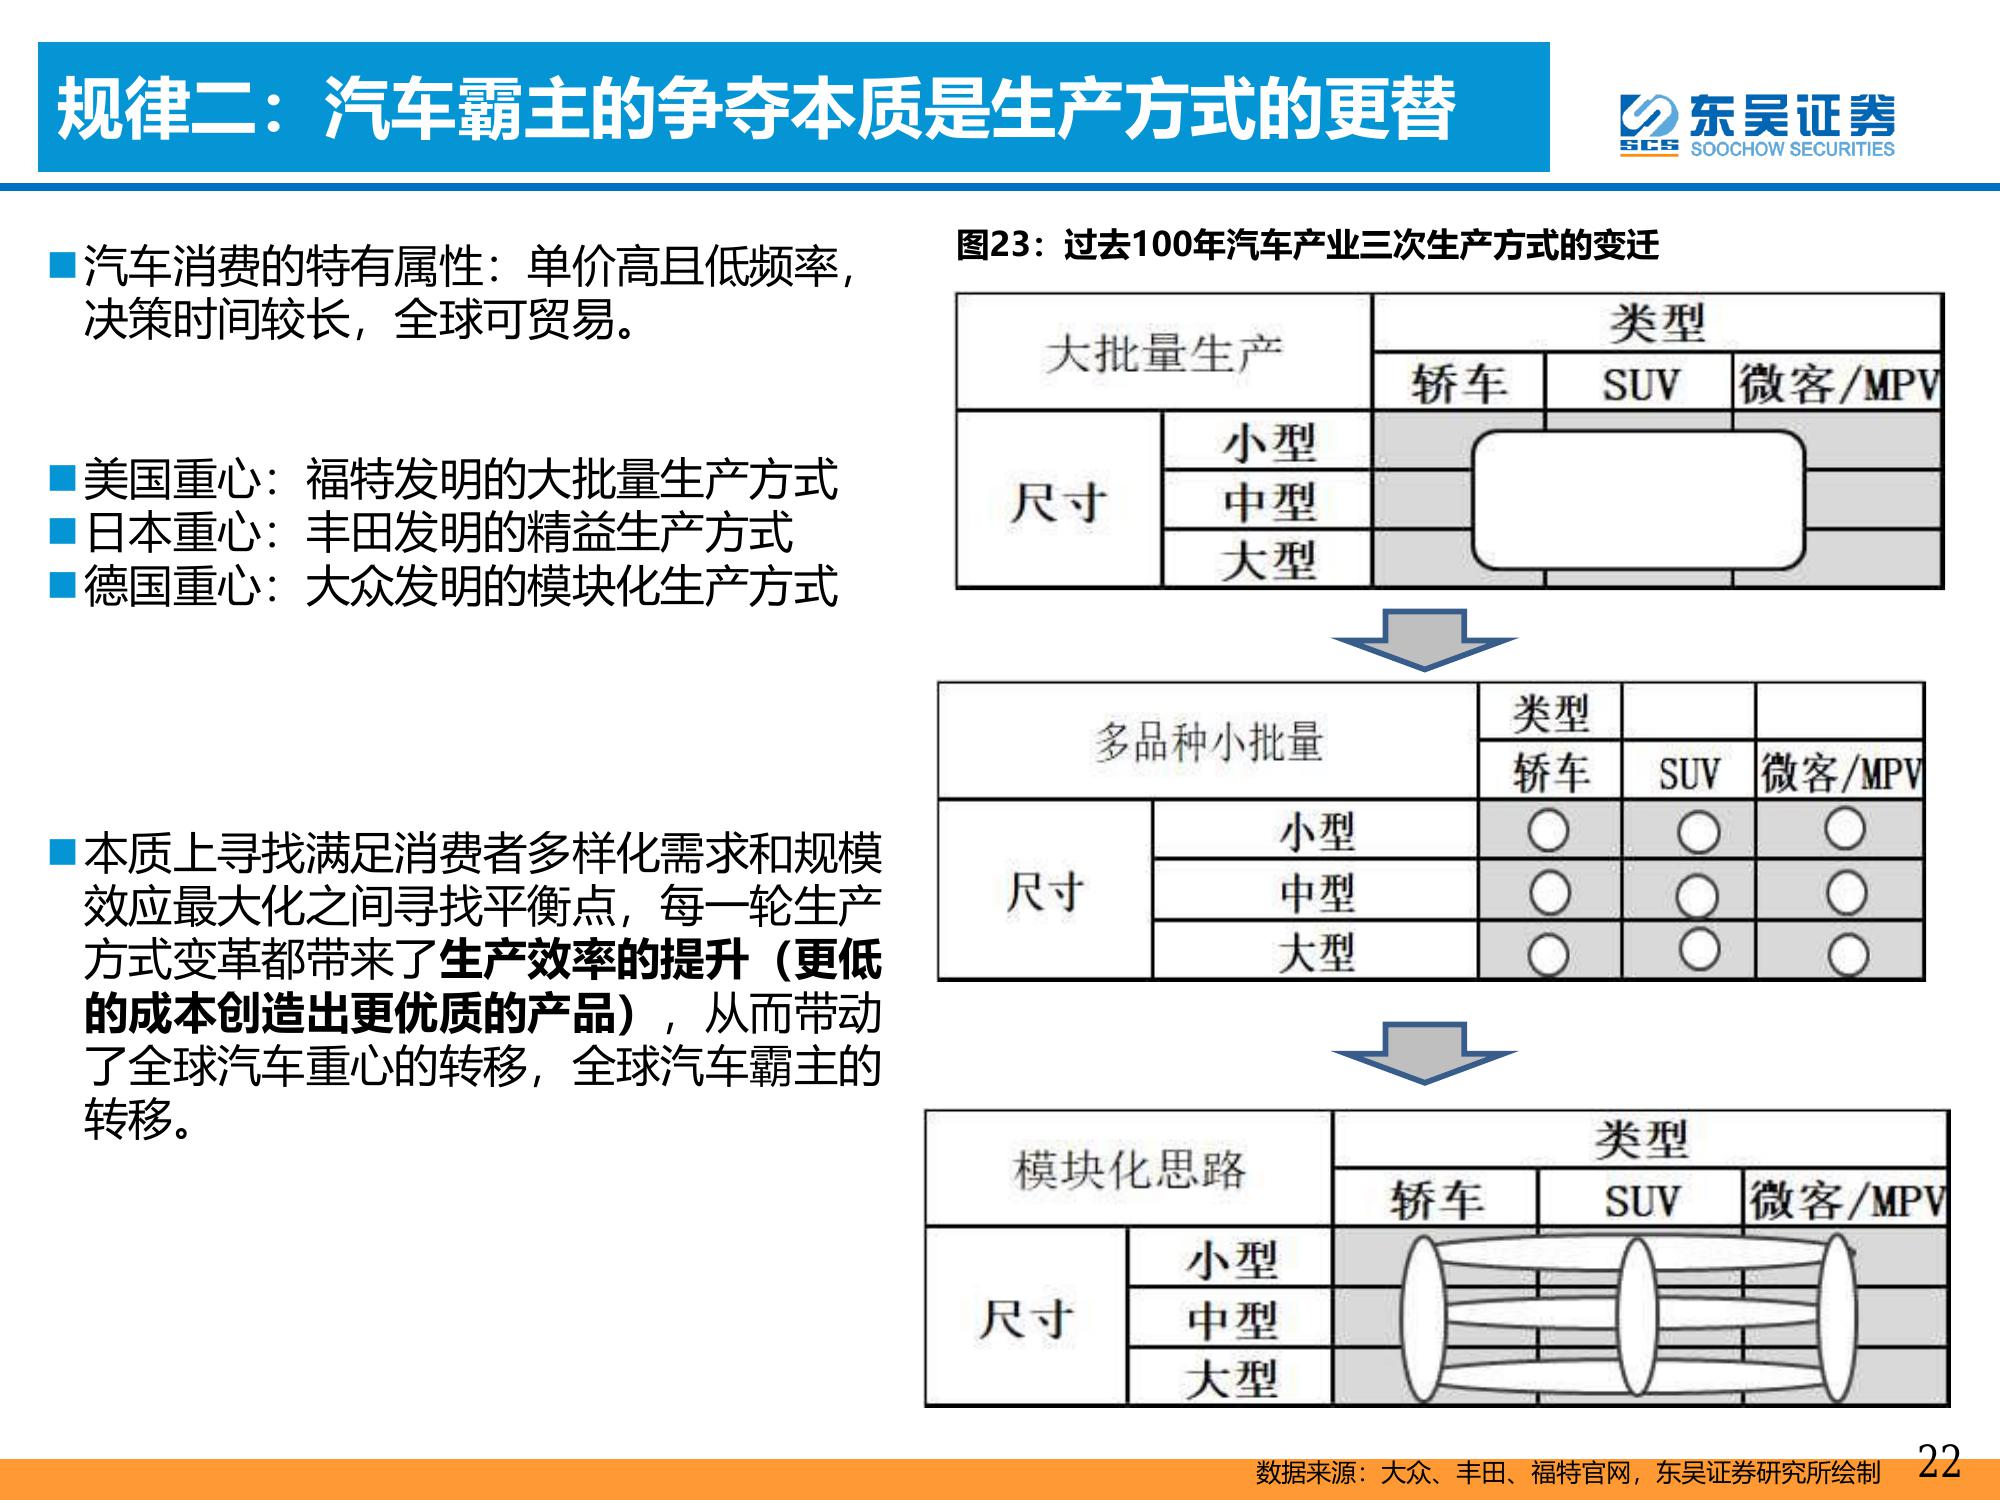 规律二：汽车霸主的争夺本质是生产方式的更替
东吴证券
SCS
SOOCHOW SECURITIES
汽车消费的特有属性：单价高且低频率，
决策时间较长，全球可贸易。
美国重心：福特发明的大批量生产方式
日本重心：丰田发明的精益生产方式
德国重心：大众发明的模块化生产方式
本质上寻找满足消费者多样化需求和规模
效应最大化之间寻找平衡点，每一轮生产
方式变革都带来了生产效率的提升（更低
的成本创造出更优质的产品），从而带动
了全球汽车重心的转移，全球汽车霸主的
转移。
图23：过去100年汽车产业三次生产方式的变迁
大批量生产
类型
轿车 SUV 微客/MPV
尺寸
小型
中型
大型
多品种小批量
类型
轿车 SUV 微客/MPV
尺寸
小型
中型
大型
模块化思路
类型
轿车 SUV 微客/MPV
尺寸
小型
中型
大型
数据来源：大众、丰田、福特官网，东吴证券研究所绘制
22